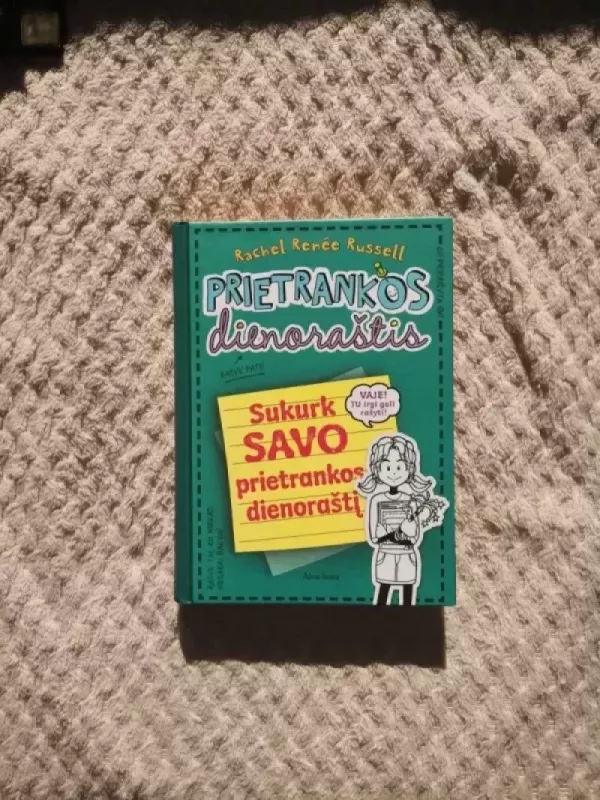 Rachel Renée Russell
PRIETRANKOS
dienoraštis
Sukurk
SAVO
prietrankos
dienoraštį
VAJE!
TU irgi gali
rašyti!